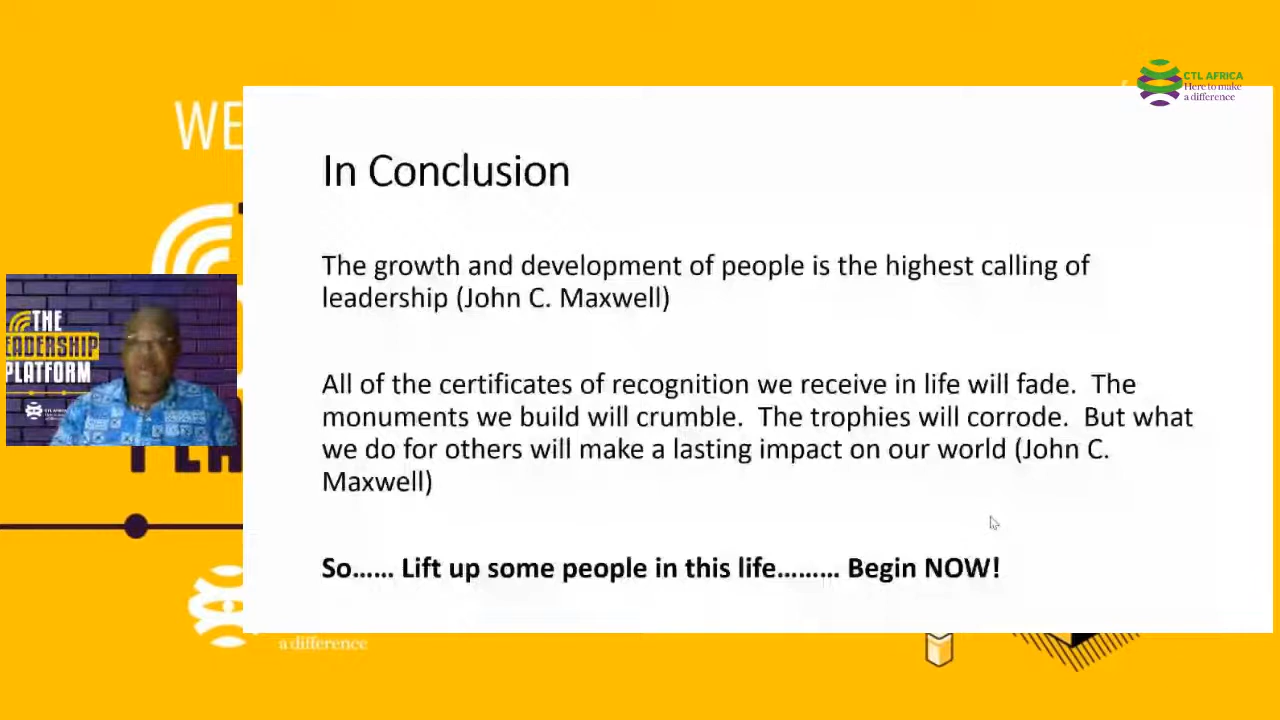 CTL AFRICA
Here to make
a difference
WE
In Conclusion
The growth and development of people is the highest calling of
leadership (John C. Maxwell)
All of the certificates of recognition we receive in life will fade.  The
monuments we build will crumble.  The trophies will corrode.  But what
we do for others will make a lasting impact on our world (John C.
Maxwell)
So...... Lift up some people in this life......... Begin NOW!
THE
EADERSHIP
PLATFORM
a difference